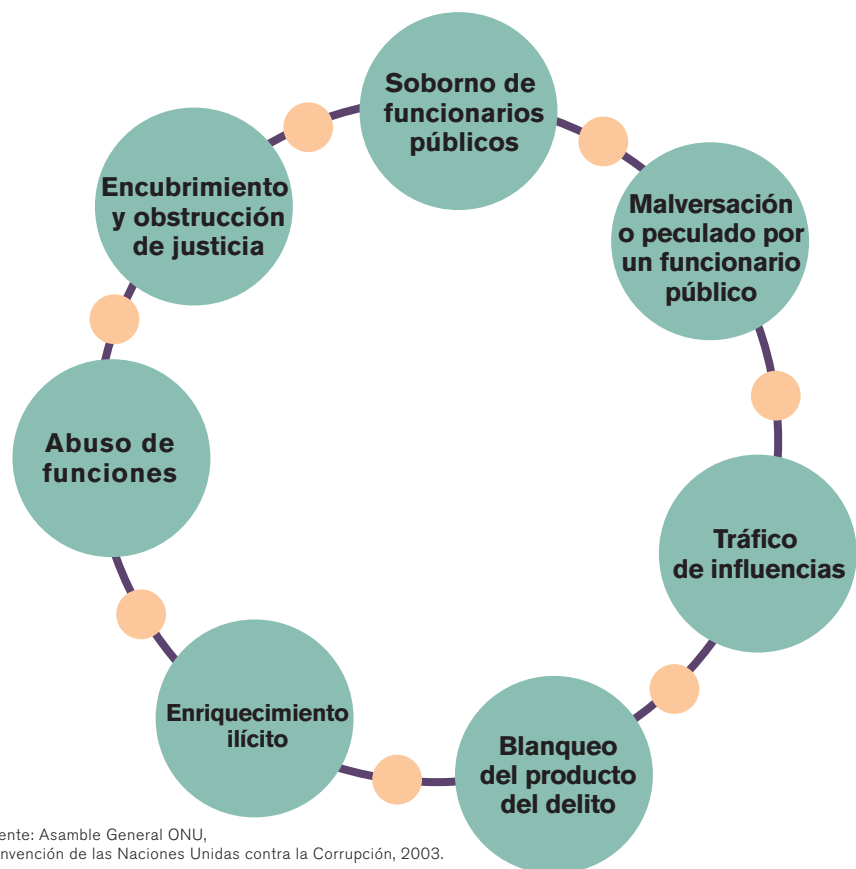 Soborno de
funcionarios
públicos
Malversación
o peculado por
un funcionario
público
Tráfico
de influencias
Blanqueo
del producto
del delito
Enriquecimiento
ilícito
Abuso de
funciones
Encubrimiento
y obstrucción
de justicia
ente: Asamble General ONU,
nvención de las Naciones Unidas contra la Corrupción, 2003.